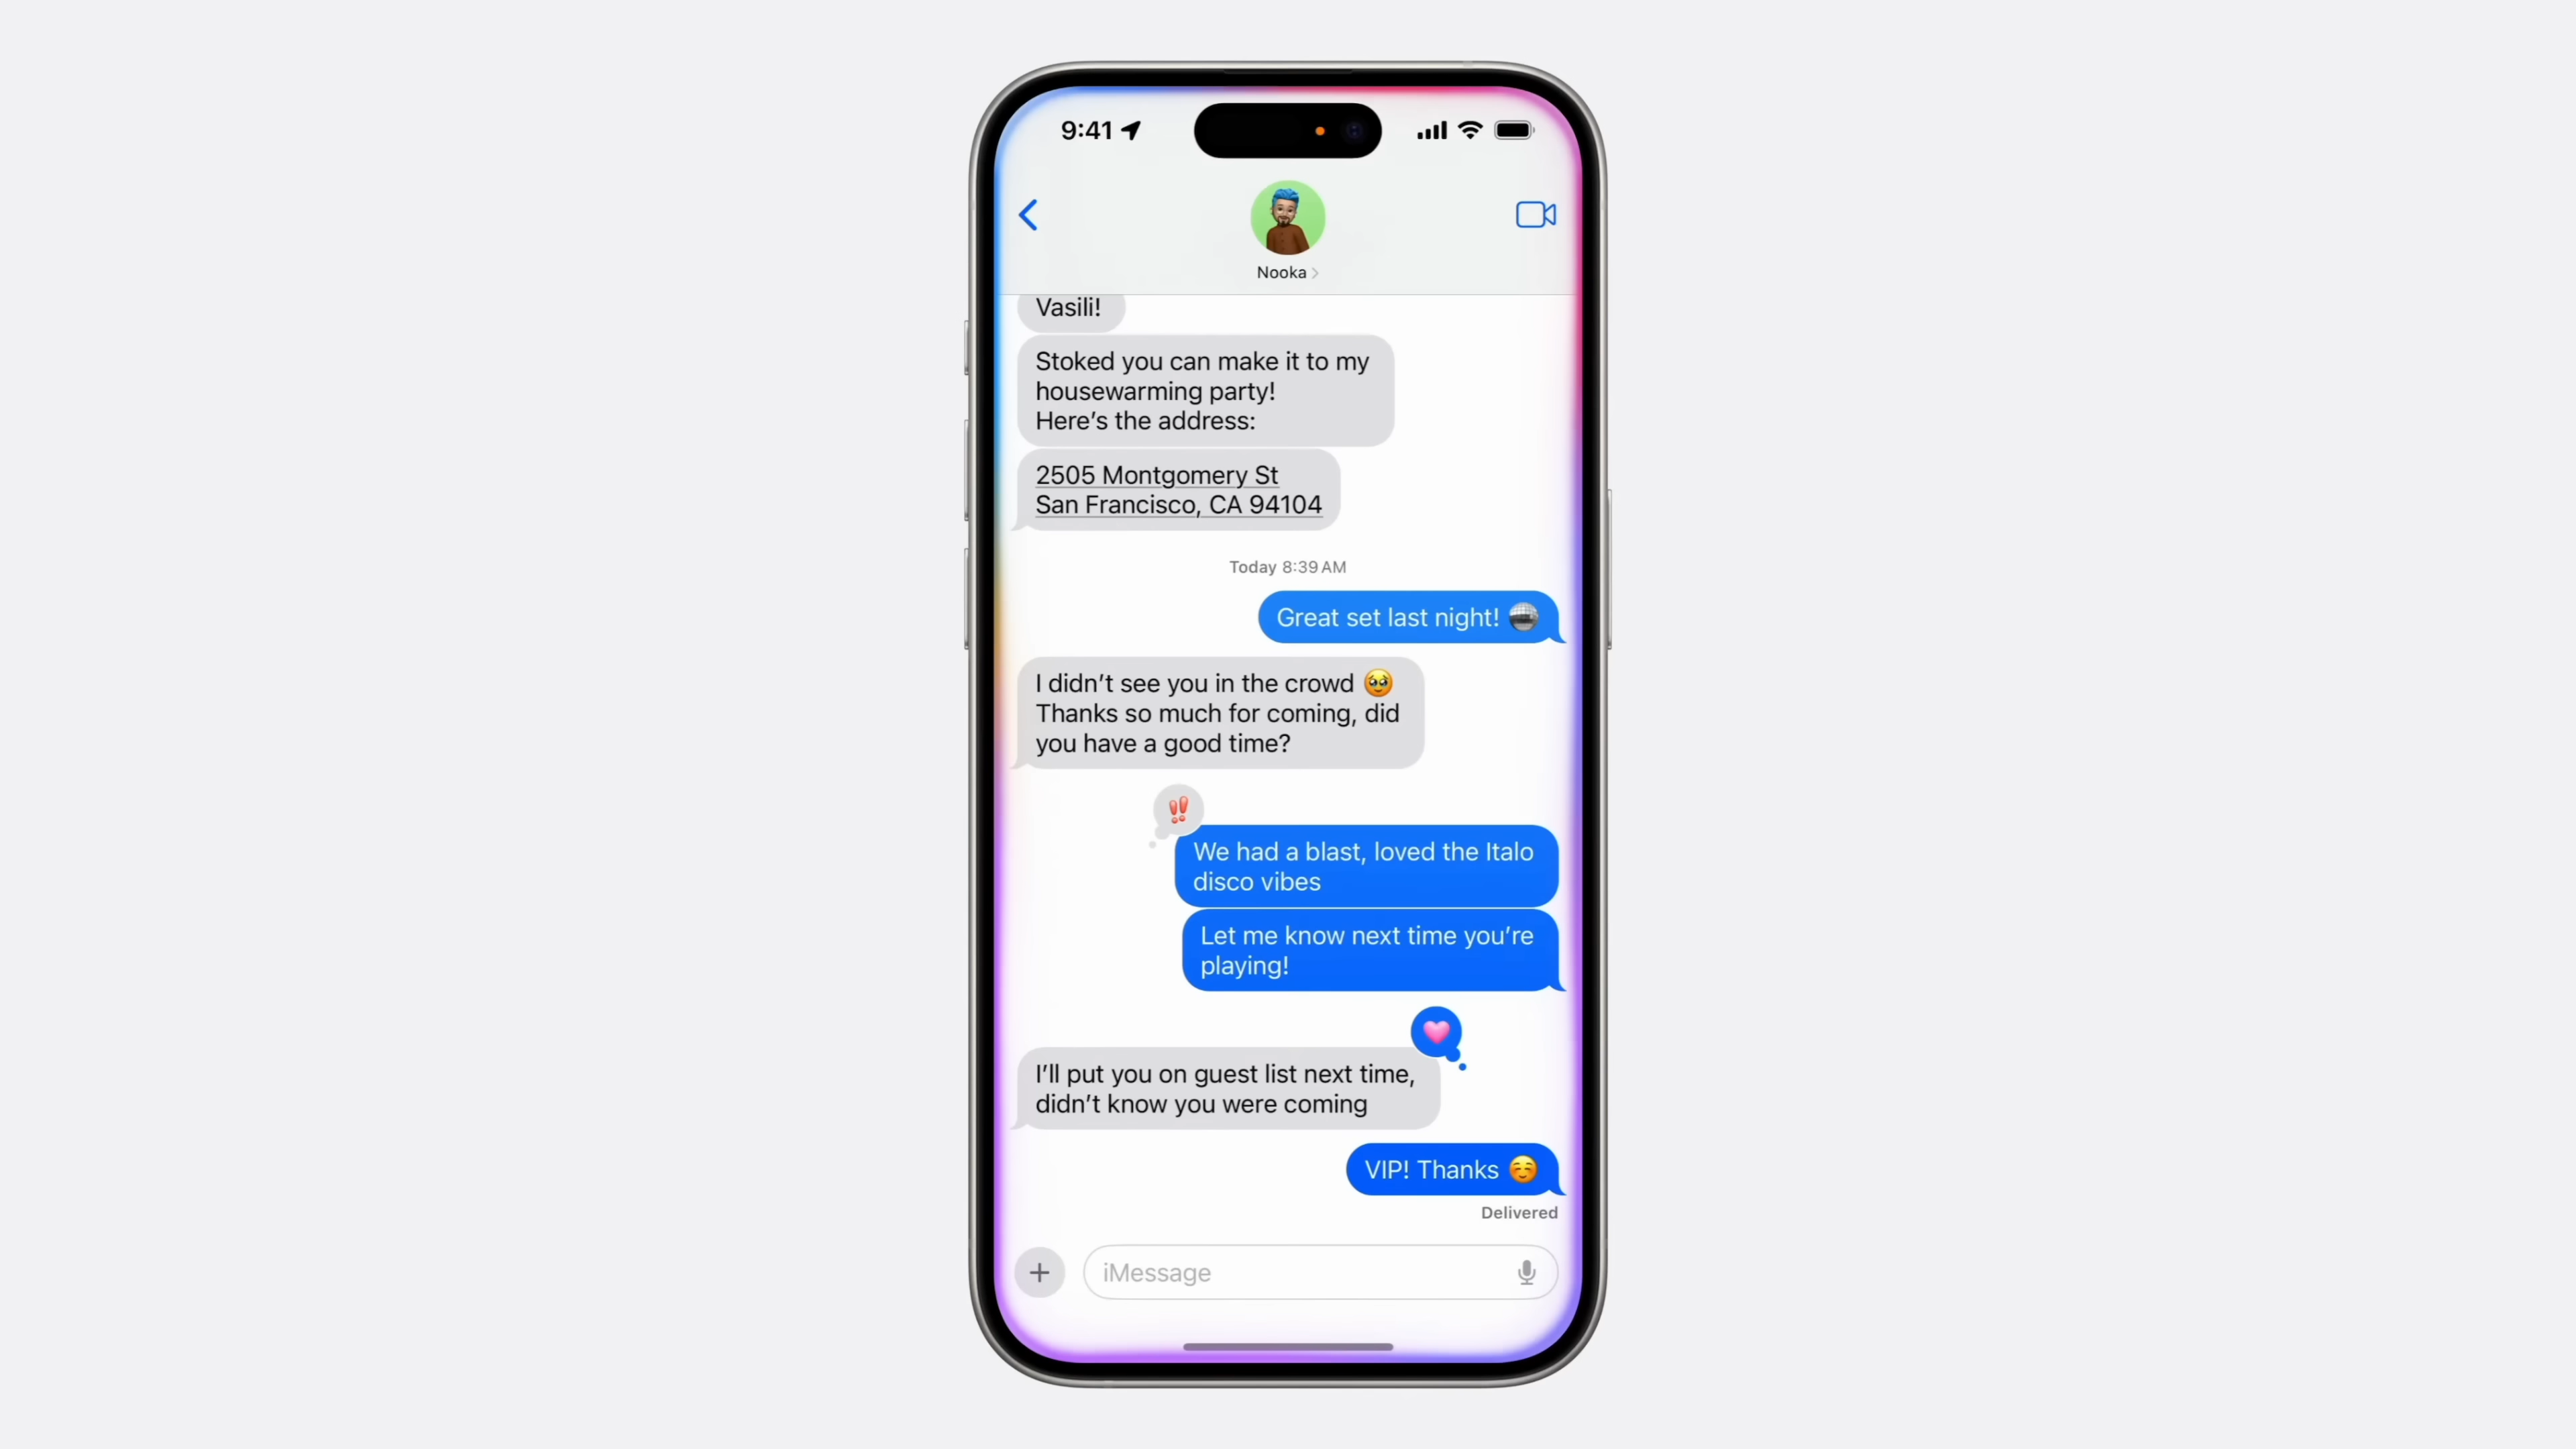 9:41
Nooka
Vasili!
Stoked you can make it to my
housewarming party!
Here’s the address:
2505 Montgomery St
San Francisco, CA 94104
Today 8:39 AM
Great set last night! 🪩
I didn’t see you in the crowd 🥹
Thanks so much for coming, did
you have a good time?
‼
We had a blast, loved the Italo
disco vibes
Let me know next time you’re
playing!
I’ll put you on guest list next time,
didn’t know you were coming
VIP! Thanks ☺️
Delivered
iMessage